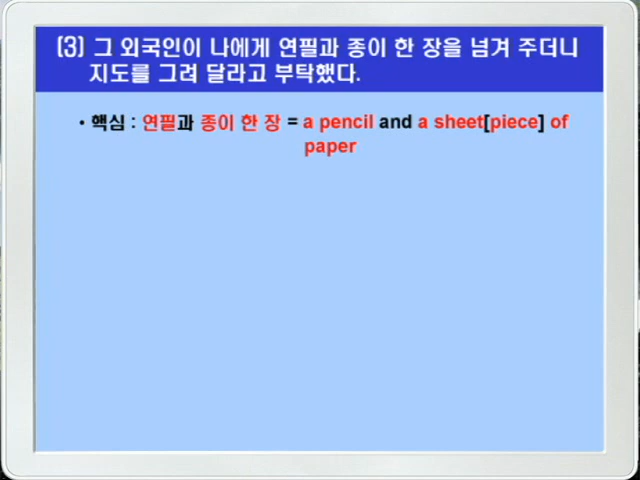 (3) 그 외국인이 나에게 연필과 종이 한 장을 넘겨 주더니
지도를 그려 달라고 부탁했다.
• 핵심 : 연필과 종이 한 장 = a pencil and a sheet[piece] of
paper